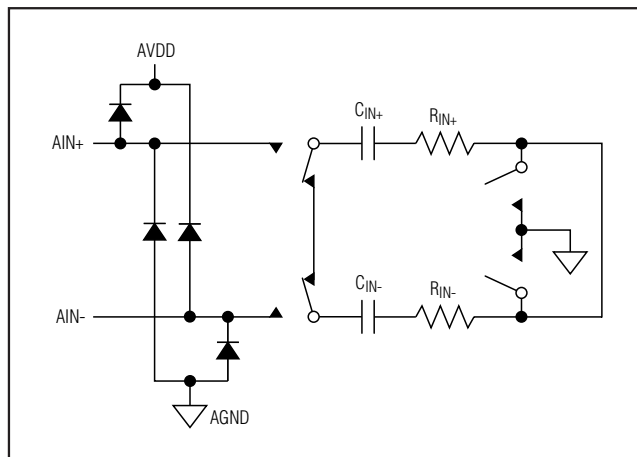 AVDD
CIN+
RIN+
AIN+
CIN-
RIN-
AIN-
AGND